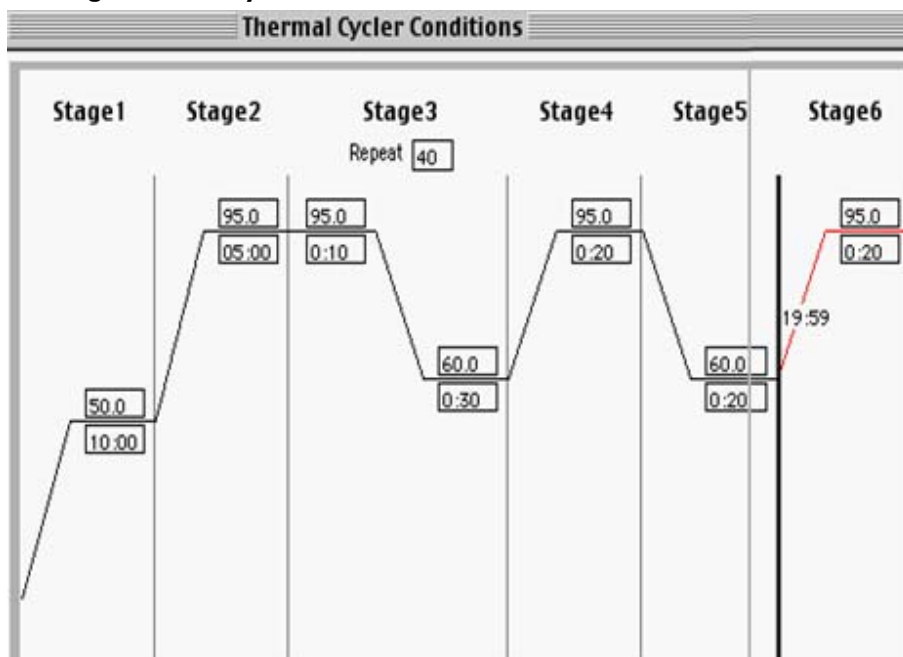 Thermal Cycler Conditions
Stage1 Stage2 Stage3 Stage4 Stage5 Stage6
Repeat 40
95.0 95.0 95.0 95.0
05:00 0:10 0:20 0:20
19:59
60.0 60.0
0:30 0:20
50.0
10:00